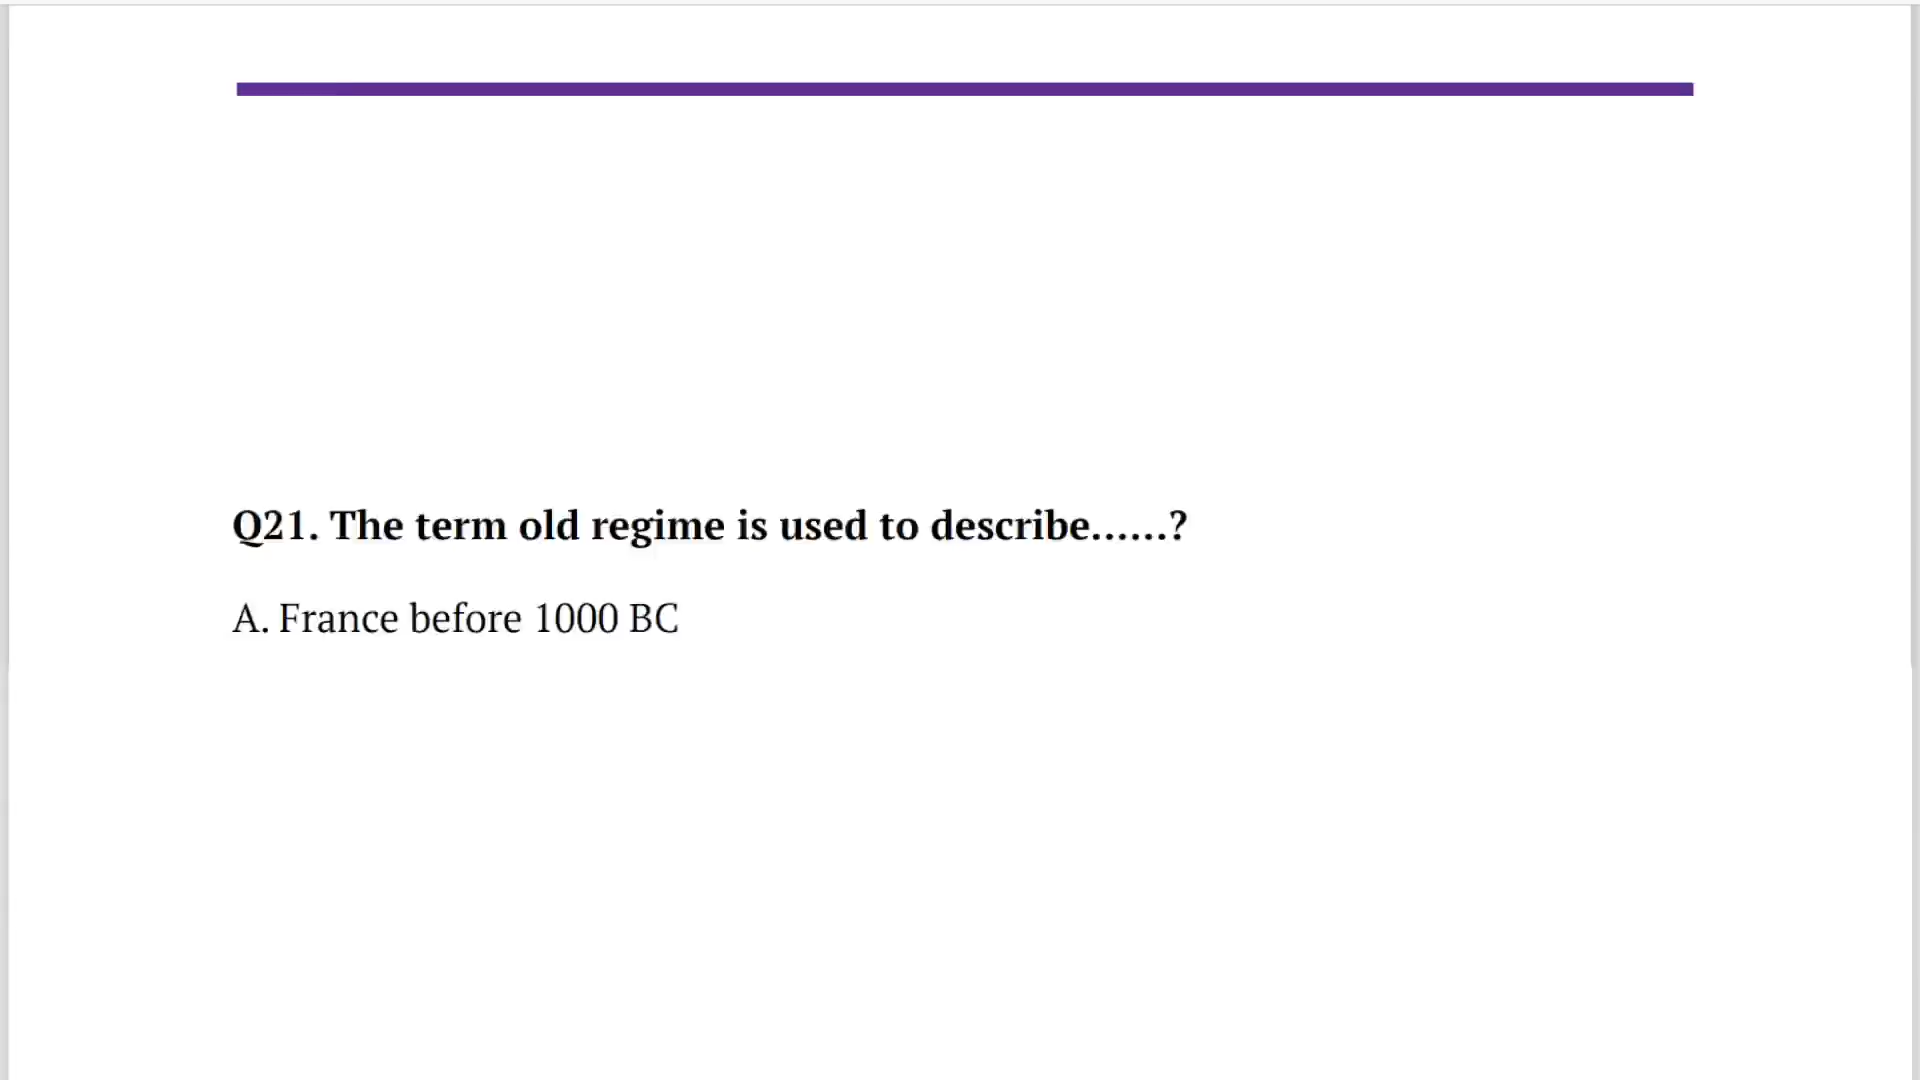 Q21. The term old regime is used to describe......?
A. France before 1000 BC